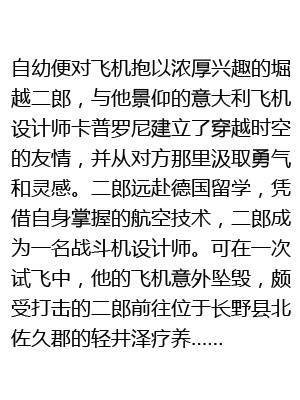 自幼便对飞机抱以浓厚兴趣的堀
越二郎，与他景仰的意大利飞机
设计师卡普罗尼建立了穿越时空
的友情，并从对方那里汲取勇气
和灵感。二郎远赴德国留学，凭
借自身掌握的航空技术，二郎成
为一名战斗机设计师。可在一次
试飞中，他的飞机意外坠毁，颇
受打击的二郎前往位于长野县北
佐久郡的轻井泽疗养……